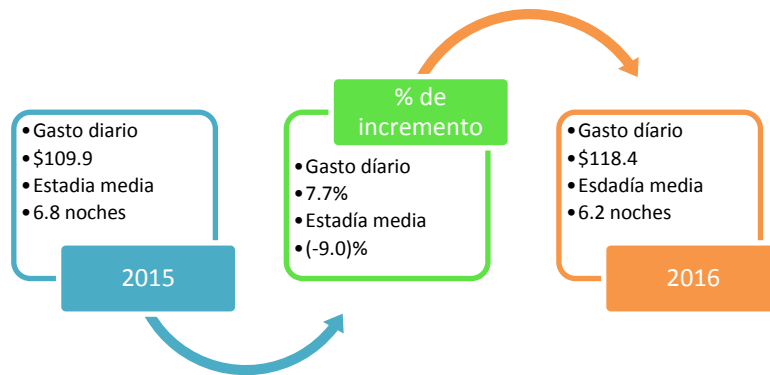 •Gasto diario
•$109.9
•Estadia media
•6.8 noches
2015
% de
incremento
•Gasto díario
•7.7%
•Estadía media
•(-9.0)%
•Gasto díario
•$118.4
•Esdadía media
•6.2 noches
2016